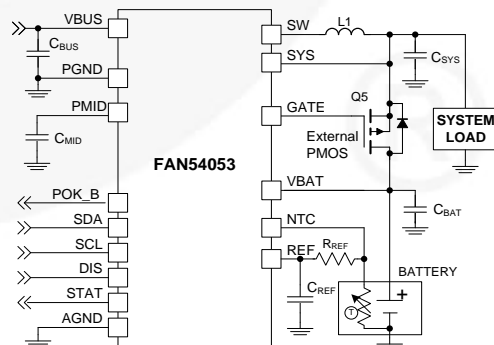 VBUS
CBUS
PGND
PMID
CMID
FAN54053
POK_B
SDA
SCL
DIS
STAT
AGND
SW
L1
SYS
CSYS
GATE
Q5
External
PMOS
SYSTEM
LOAD
VBAT
CBAT
NTC
REF
RREF
CREF
BATTERY
T
+